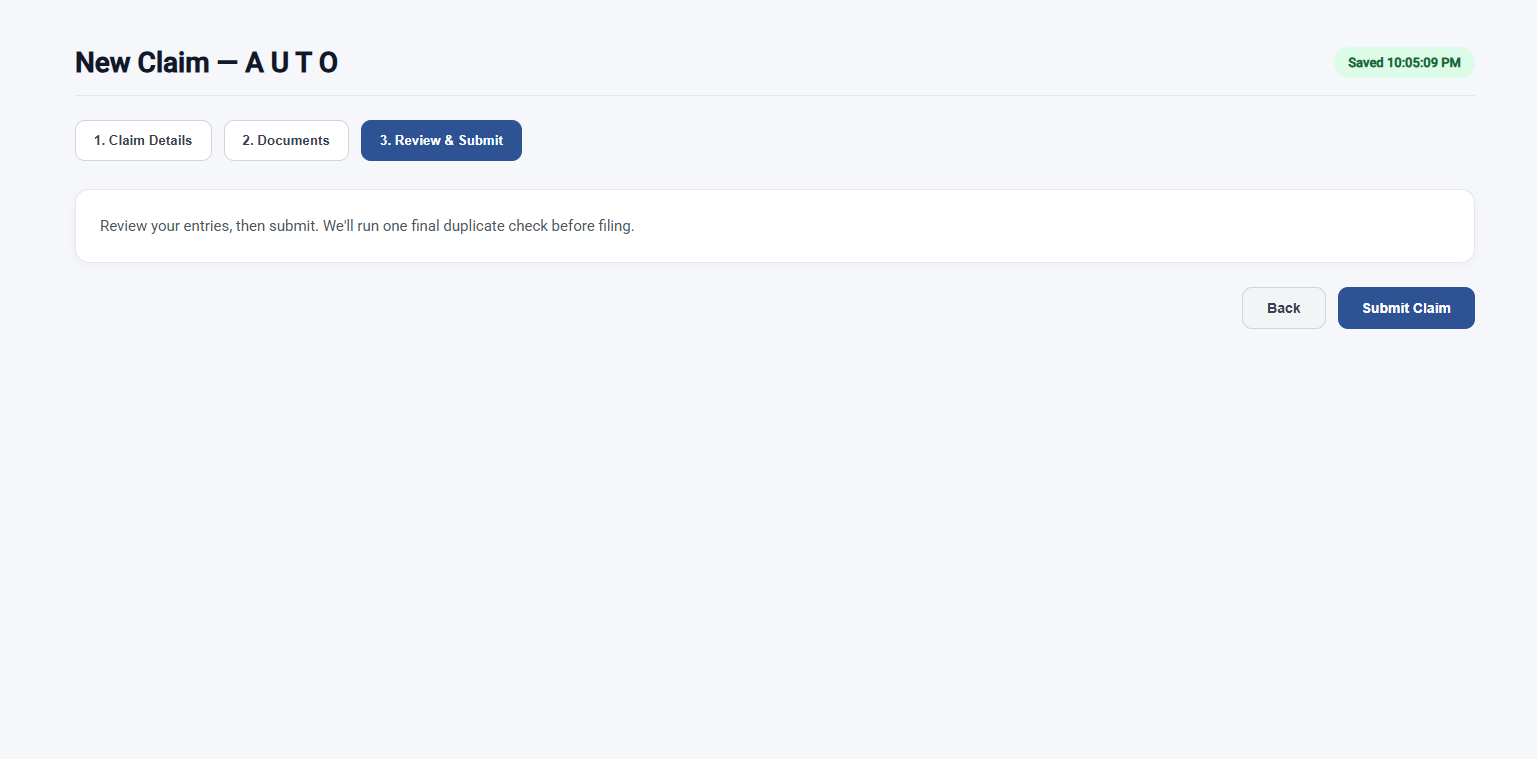 New Claim — A U T O
Saved 10:05:09 PM
1. Claim Details
2. Documents
3. Review & Submit
Review your entries, then submit. We'll run one final duplicate check before filing.
Back
Submit Claim